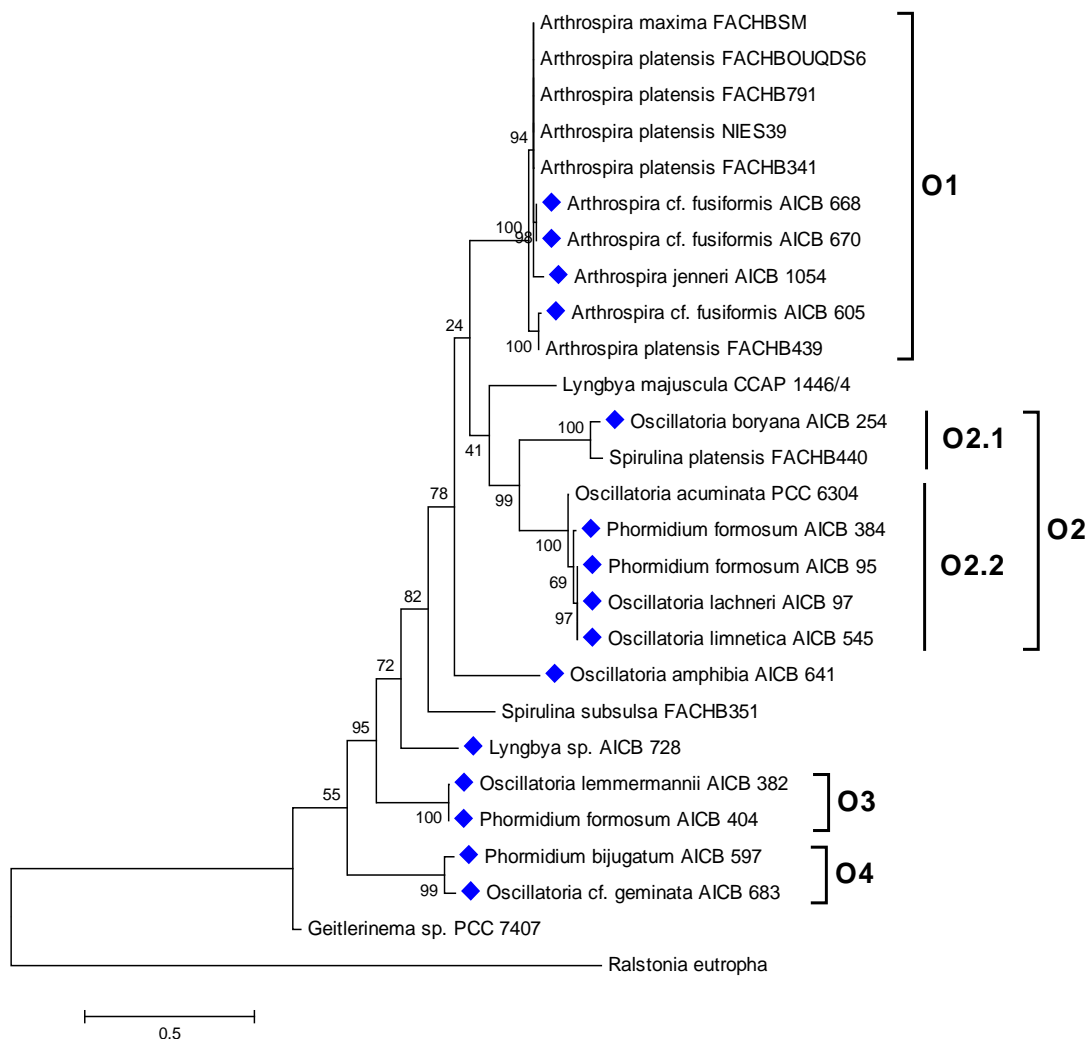 Arthrospira maxima FACHBSM
Arthrospira platensis FACHBOUQDS6
Arthrospira platensis FACHB791
94
Arthrospira platensis NIES39
Arthrospira platensis FACHB341
O1
Arthrospira cf. fusiformis AICB 668
100
98
Arthrospira cf. fusiformis AICB 670
Arthrospira jenneri AICB 1054
Arthrospira cf. fusiformis AICB 605
24
100
Arthrospira platensis FACHB439
Lyngbya majuscula CCAP 1446/4
100
Oscillatoria boryana AICB 254
O2.1
41
Spirulina platensis FACHB440
78
99
Oscillatoria acuminata PCC 6304
Phormidium formosum AICB 384
O2
100
Phormidium formosum AICB 95
O2.2
69
Oscillatoria lachneri AICB 97
82
97
Oscillatoria limnetica AICB 545
72
Oscillatoria amphibia AICB 641
Spirulina subsulsa FACHB351
95
Lyngbya sp. AICB 728
Oscillatoria lemmermannii AICB 382
55
O3
100
Phormidium formosum AICB 404
Phormidium bijugatum AICB 597
O4
99
Oscillatoria cf. geminata AICB 683
Geitlerinema sp. PCC 7407
Ralstonia eutropha
0.5